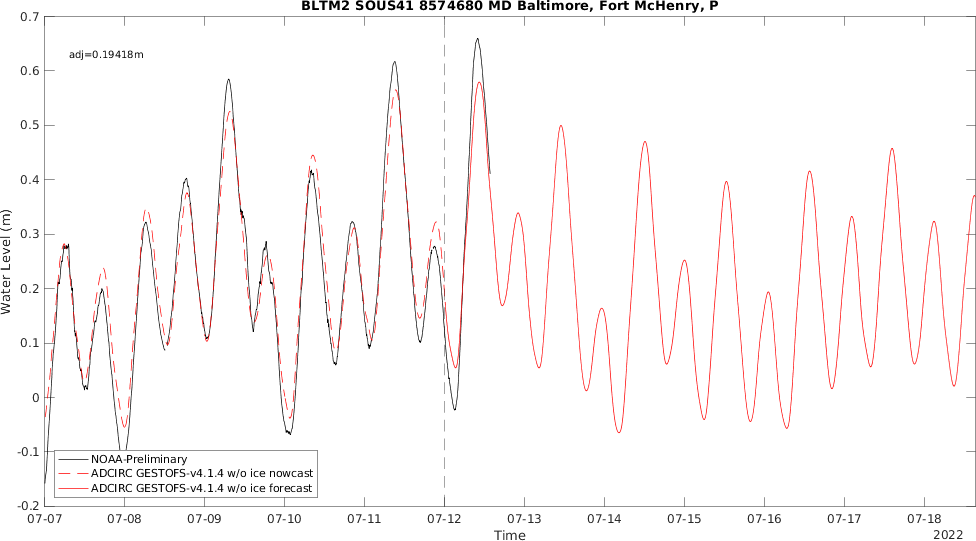 BLTM2 SOUS41 8574680 MD Baltimore, Fort McHenry, P
adj=0.19418m
Water Level (m)
0.7
0.6
0.5
0.4
0.3
0.2
0.1
0
-0.1
-0.2
NOAA-Preliminary
ADCIRC GESTOFS-v4.1.4 w/o ice nowcast
ADCIRC GESTOFS-v4.1.4 w/o ice forecast
07-07 07-08 07-09 07-10 07-11 07-12 07-13 07-14 07-15 07-16 07-17 07-18
Time
2022